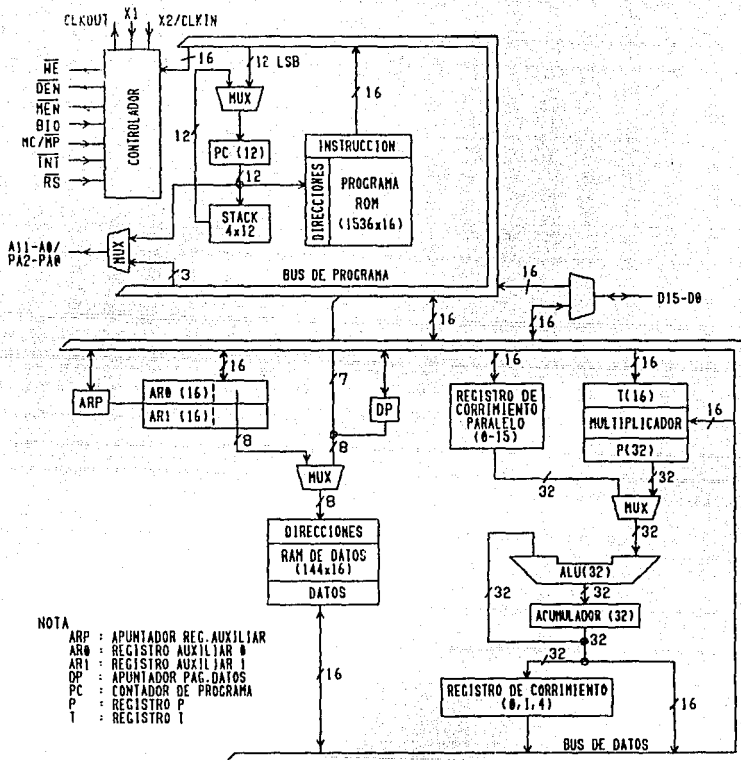 CLKOUT X1 X2/CLKIN
WE
DEN
MEN
BIO
MC/MP
INT
RS
CONTROLADOR
16
12 LSB
MUX
12
PC (12)
12
STACK
4x12
16
INSTRUCCION
DIRECCIONES
PROGRAMA
ROM
(1536x16)
A11-A0/
PA2-PA0
MUX
3
BUS DE PROGRAMA
16
16
16
D15-D0
ARP
16
AR0 (16)
AR1 (16)
8
7
DP
8
MUX
8
DIRECCIONES
RAM DE DATOS
(144x16)
DATOS
16
16
REGISTRO DE
CORRIMIENTO
PARALELO
(0-15)
32
16
T(16)
MULTIPLICADOR
P(32)
16
32
MUX
32
ALU(32)
32
32
ACUMULADOR (32)
32
32
REGISTRO DE CORRIMIENTO
(0,1,4)
16
BUS DE DATOS
NOTA
ARP : APUNTADOR REG.AUXILIAR
AR0 : REGISTRO AUXILIAR 0
AR1 : REGISTRO AUXILIAR 1
DP : APUNTADOR PAG.DATOS
PC : CONTADOR DE PROGRAMA
P : REGISTRO P
T : REGISTRO T